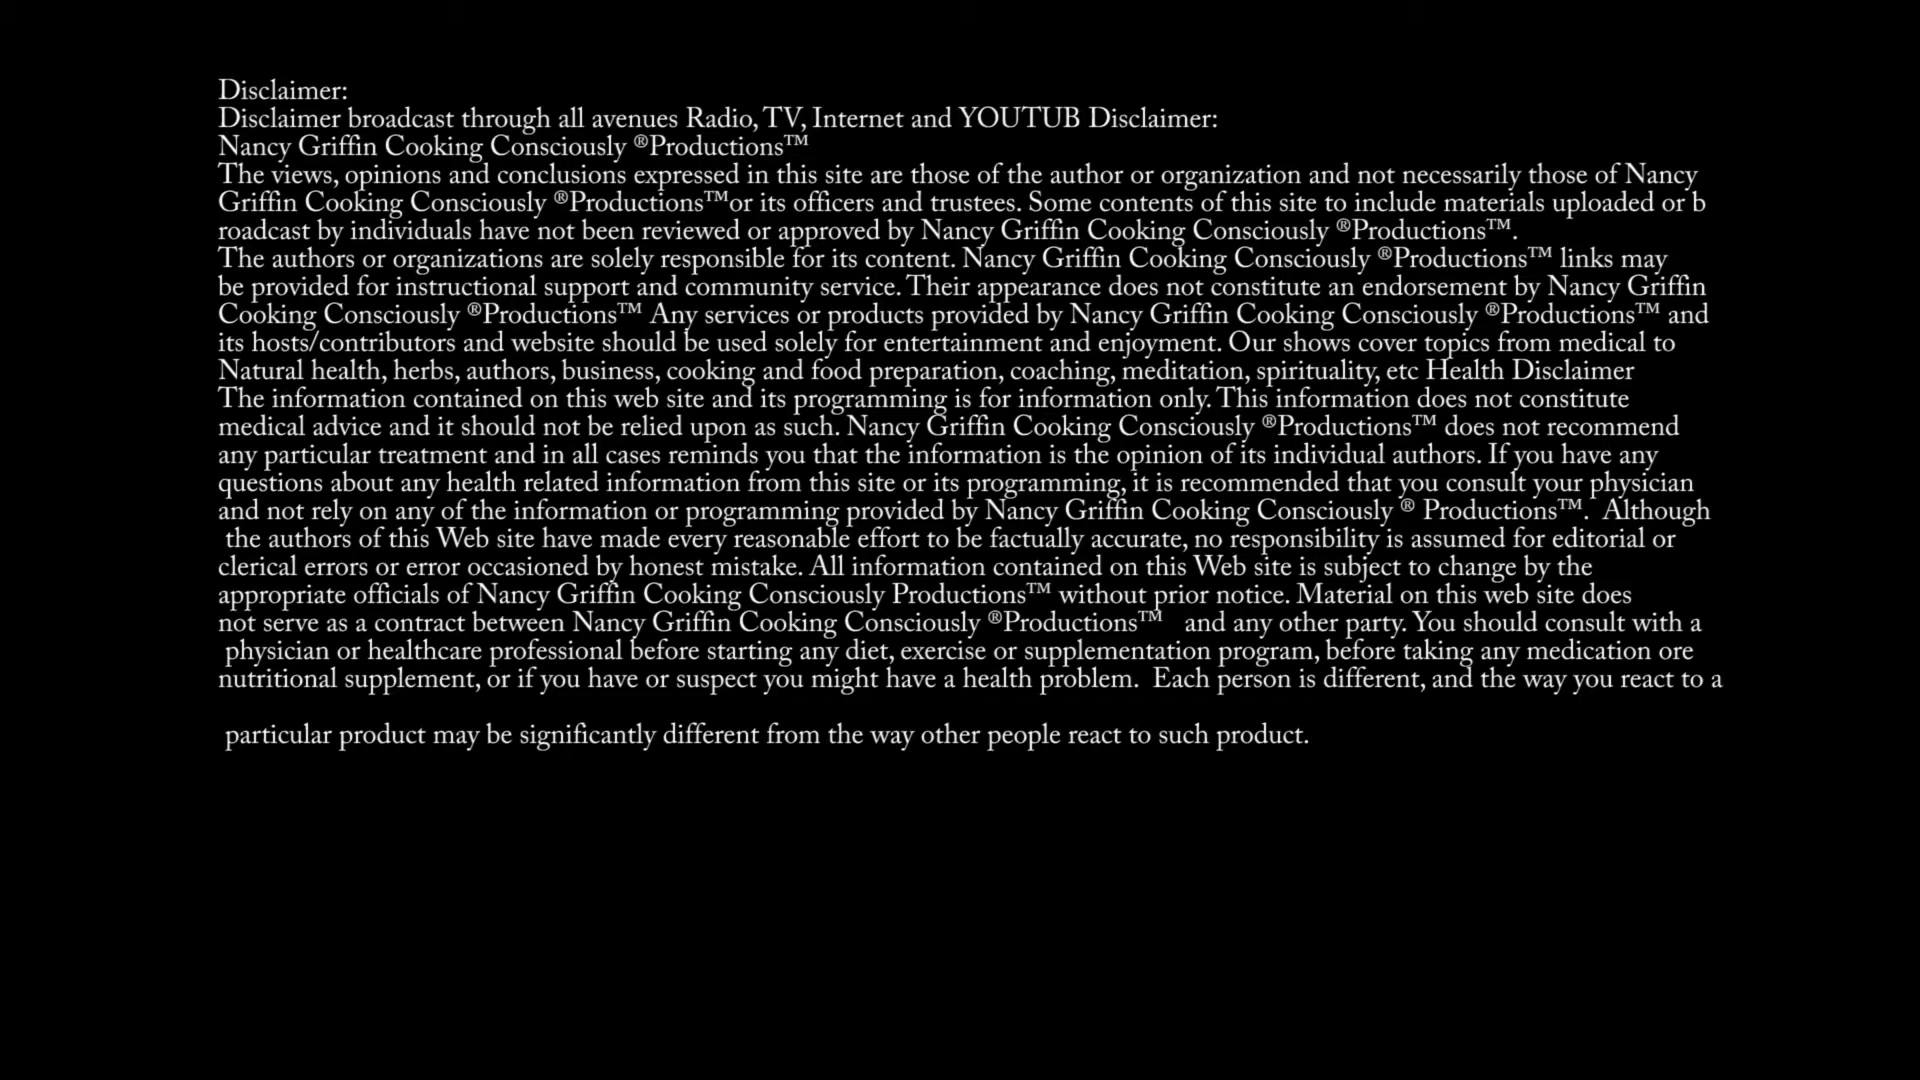 Disclaimer:
Disclaimer broadcast through all avenues Radio, TV, Internet and YOUTUB Disclaimer:
Nancy Griffin Cooking Consciously ®Productions™
The views, opinions and conclusions expressed in this site are those of the author or organization and not necessarily those of Nancy
Griffin Cooking Consciously ®Productions™or its officers and trustees. Some contents of this site to include materials uploaded or b
roadcast by individuals have not been reviewed or approved by Nancy Griffin Cooking Consciously ®Productions™.
The authors or organizations are solely responsible for its content. Nancy Griffin Cooking Consciously ®Productions™ links may
be provided for instructional support and community service. Their appearance does not constitute an endorsement by Nancy Griffin
Cooking Consciously ®Productions™ Any services or products provided by Nancy Griffin Cooking Consciously ®Productions™ and
its hosts/contributors and website should be used solely for entertainment and enjoyment. Our shows cover topics from medical to
Natural health, herbs, authors, business, cooking and food preparation, coaching, meditation, spirituality, etc Health Disclaimer
The information contained on this web site and its programming is for information only. This information does not constitute
medical advice and it should not be relied upon as such. Nancy Griffin Cooking Consciously ®Productions™ does not recommend
any particular treatment and in all cases reminds you that the information is the opinion of its individual authors. If you have any
questions about any health related information from this site or its programming, it is recommended that you consult your physician
and not rely on any of the information or programming provided by Nancy Griffin Cooking Consciously ® Productions™. Although
the authors of this Web site have made every reasonable effort to be factually accurate, no responsibility is assumed for editorial or
clerical errors or error occasioned by honest mistake. All information contained on this Web site is subject to change by the
appropriate officials of Nancy Griffin Cooking Consciously Productions™ without prior notice. Material on this web site does
not serve as a contract between Nancy Griffin Cooking Consciously ®Productions™ and any other party. You should consult with a
physician or healthcare professional before starting any diet, exercise or supplementation program, before taking any medication ore
nutritional supplement, or if you have or suspect you might have a health problem. Each person is different, and the way you react to a
particular product may be significantly different from the way other people react to such product.